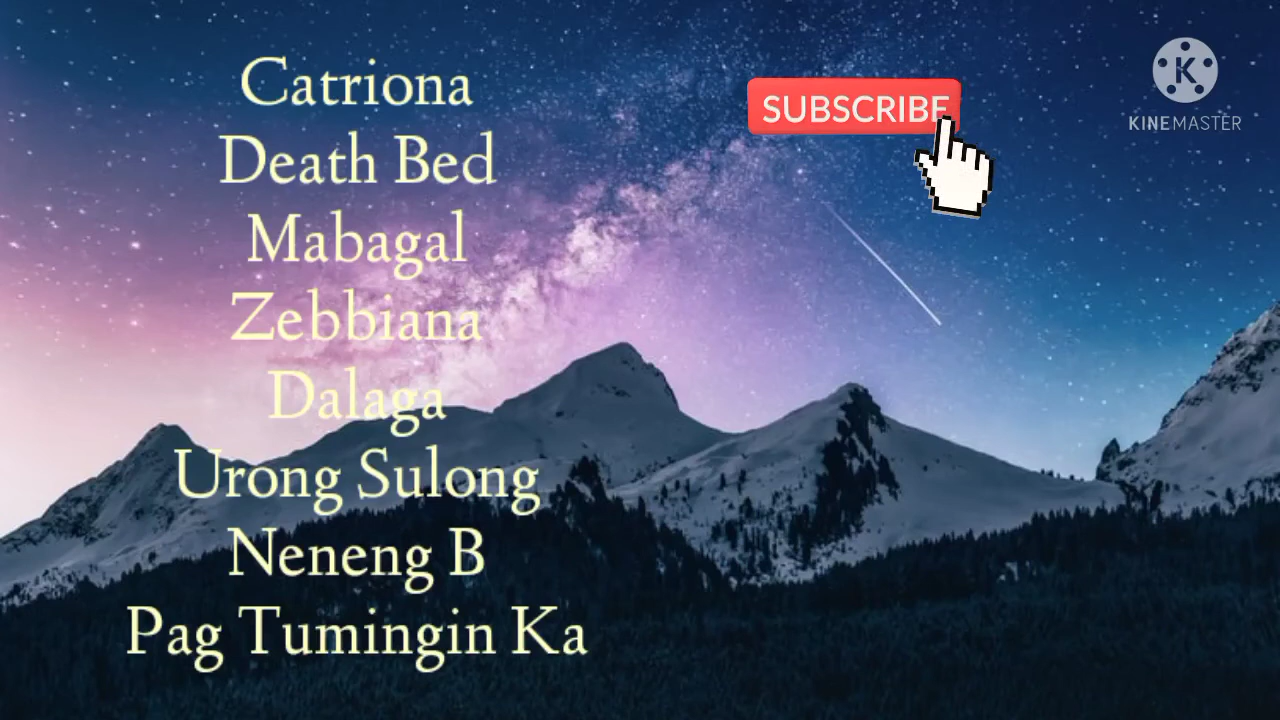 Catriona
Death Bed
Mabagal
Zebbiana
Dalaga
Urong Sulong
Neneng B
Pag Tumingin Ka
SUBSCRIBE
K
KINEMASTER